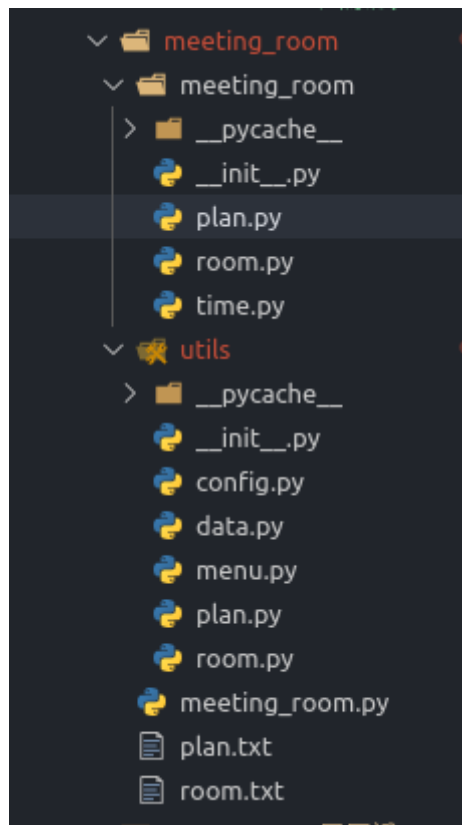 meeting_room
meeting_room
__pycache__
__init__.py
plan.py
room.py
time.py
utils
__pycache__
__init__.py
config.py
data.py
menu.py
plan.py
room.py
meeting_room.py
plan.txt
room.txt